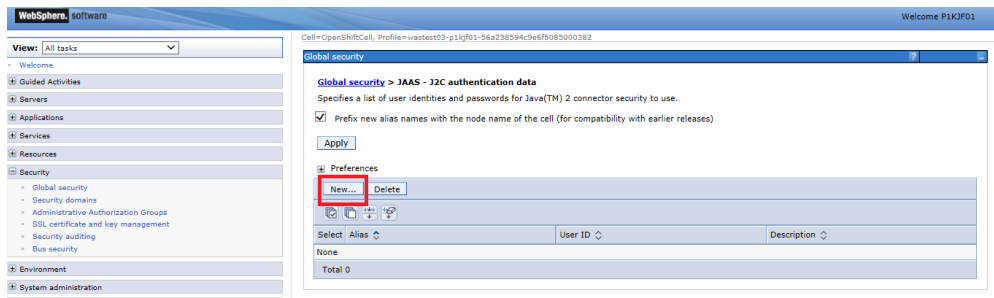 WebSphere. software
Welcome P1KJF01
View: All tasks
Welcome
Guided Activities
Servers
Applications
Services
Resources
Security
Global security
Security domains
Administrative Authorization Groups
SSL certificate and key management
Security auditing
Bus security
Environment
System administration
Cell=OpenShiftCell, Profile=wastest03-p1kjf01-56a238594c9e6f5085000382
Global security
?
Global security > JAAS - J2C authentication data
Specifies a list of user identities and passwords for Java(TM) 2 connector security to use.
Prefix new alias names with the node name of the cell (for compatibility with earlier releases)
Apply
Preferences
New... Delete
Select Alias User ID Description
None
Total 0